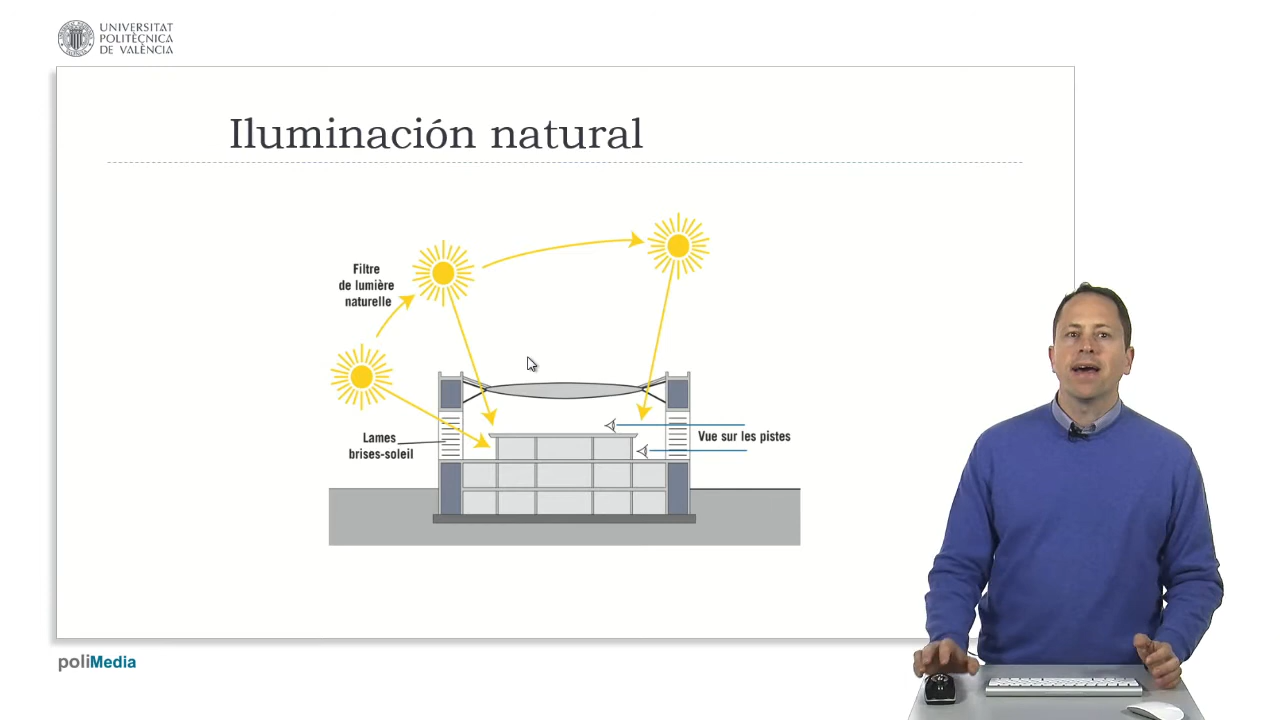 UNIVERSITAT
POLITÈCNICA
DE VALÈNCIA
Iluminación natural
Filtre
de lumière
naturelle
Lames
brises-soleil
Vue sur les pistes
poliMedia